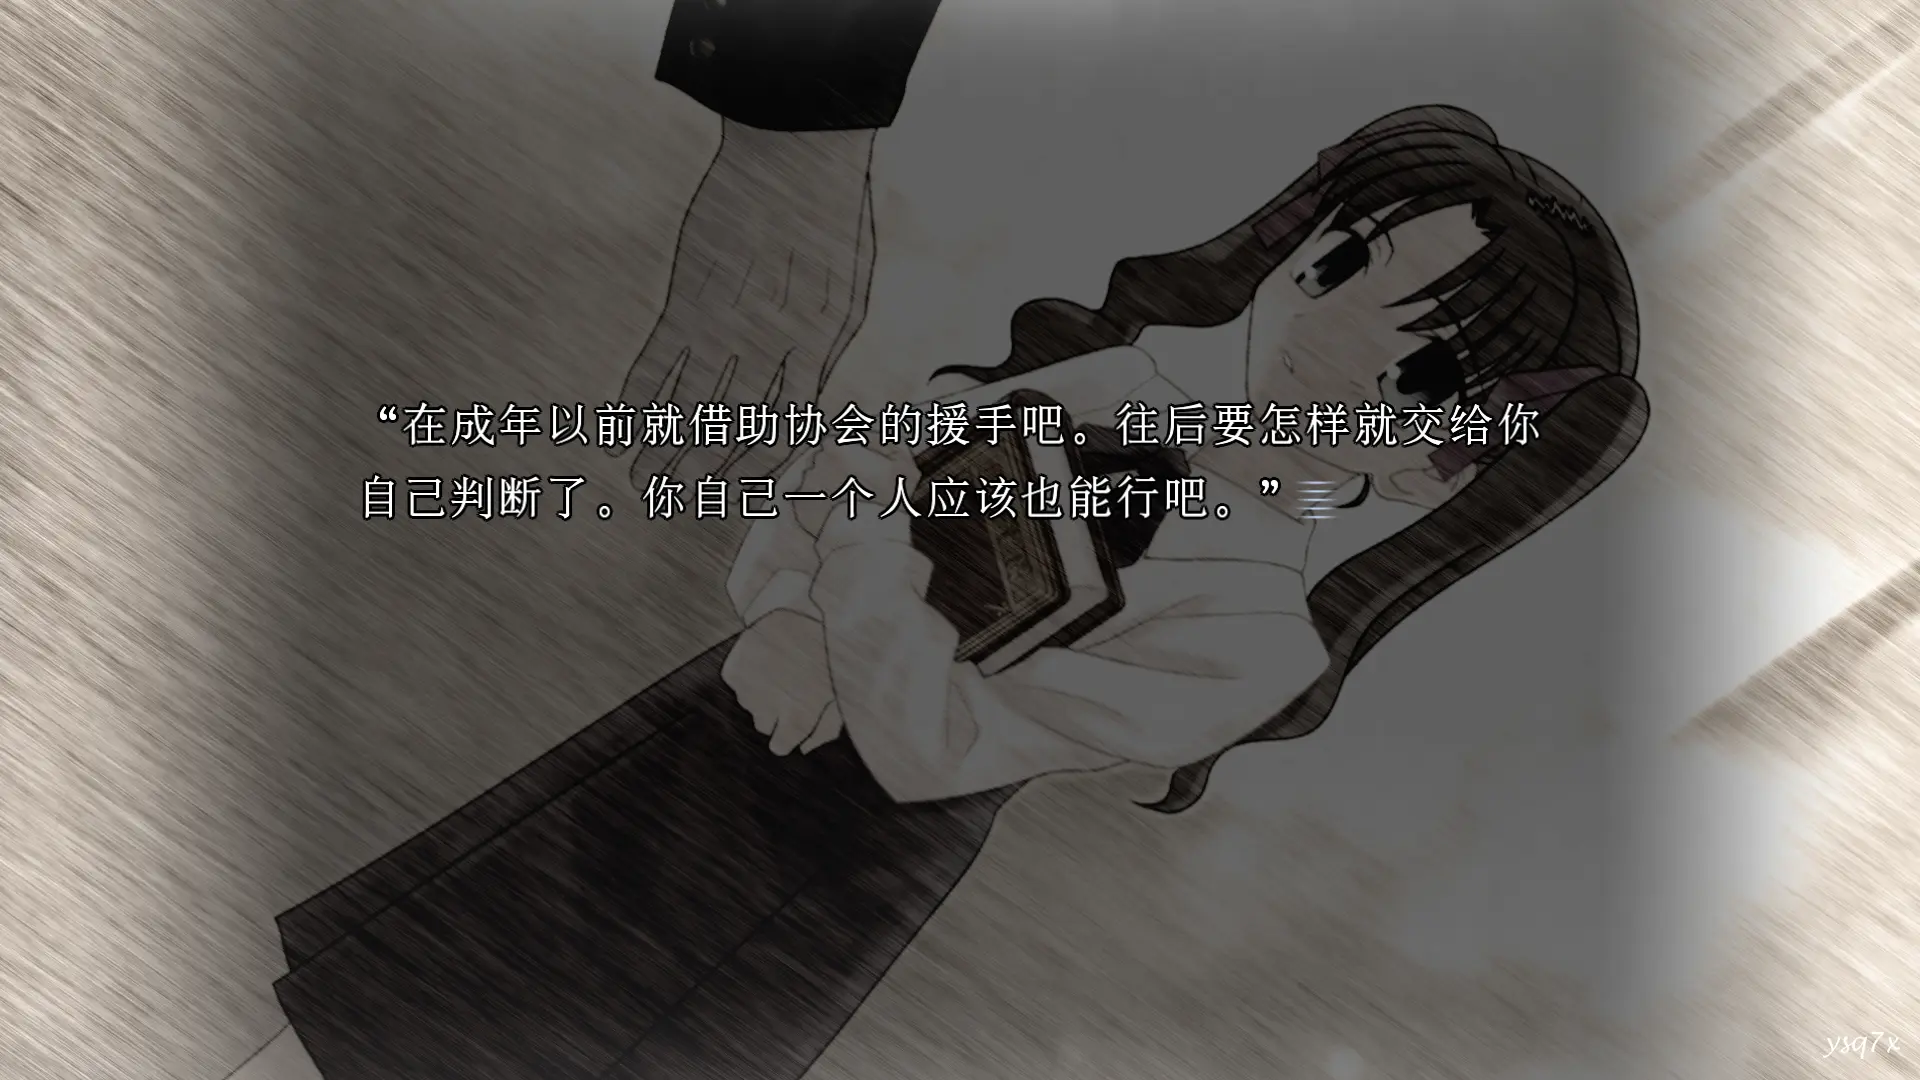 “在成年以前就借助协会的援手吧。往后要怎样就交给你
自己判断了。你自己一个人应该也能行吧。”
ysq7x